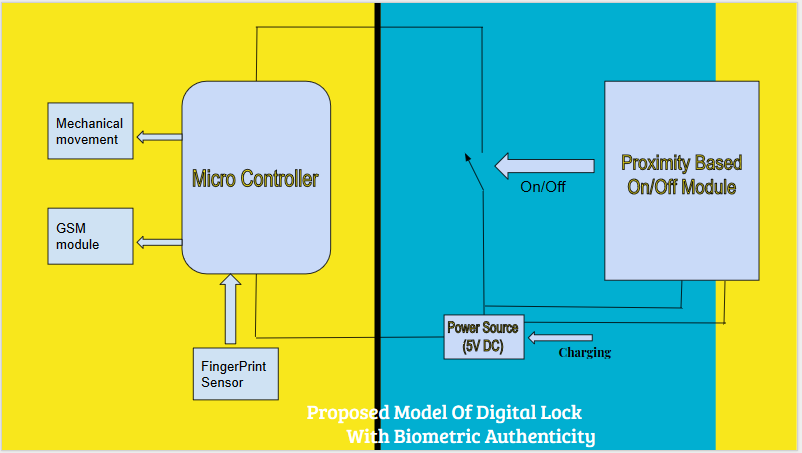 Mechanical
movement
Micro Controller
GSM
module
FingerPrint
Sensor
Proximity Based
On/Off Module
On/Off
Power Source
(5V DC)
Charging
Proposed Model Of Digital Lock
With Biometric Authenticity